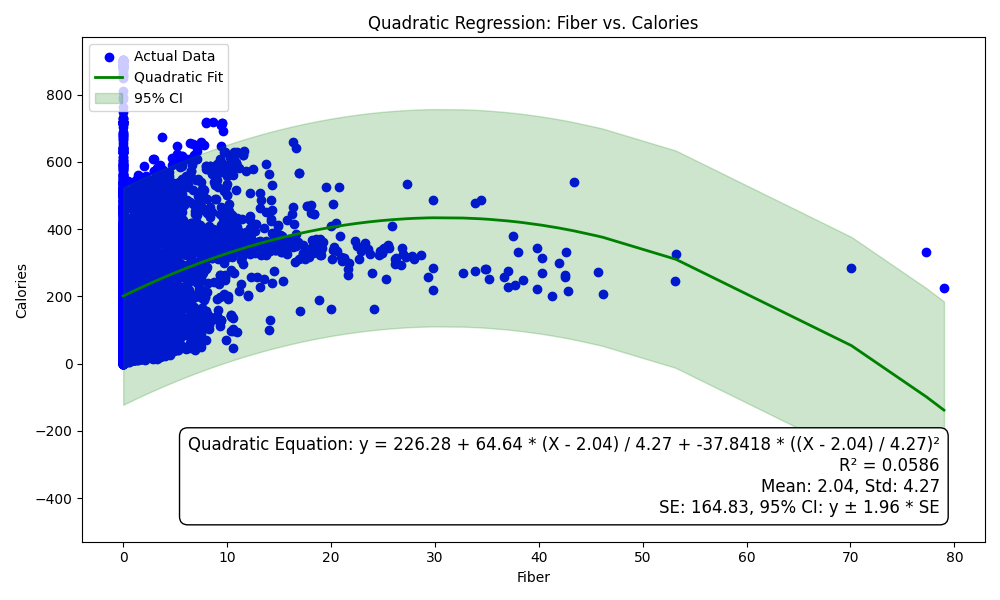 Quadratic Regression: Fiber vs. Calories
Actual Data
Quadratic Fit
95% CI
Calories
800
600
400
200
0
−200
−400
Quadratic Equation: y = 226.28 + 64.64 * (X - 2.04) / 4.27 + -37.8418 * ((X - 2.04) / 4.27)²
R² = 0.0586
Mean: 2.04, Std: 4.27
SE: 164.83, 95% CI: y ± 1.96 * SE
0 10 20 30 40 50 60 70 80
Fiber